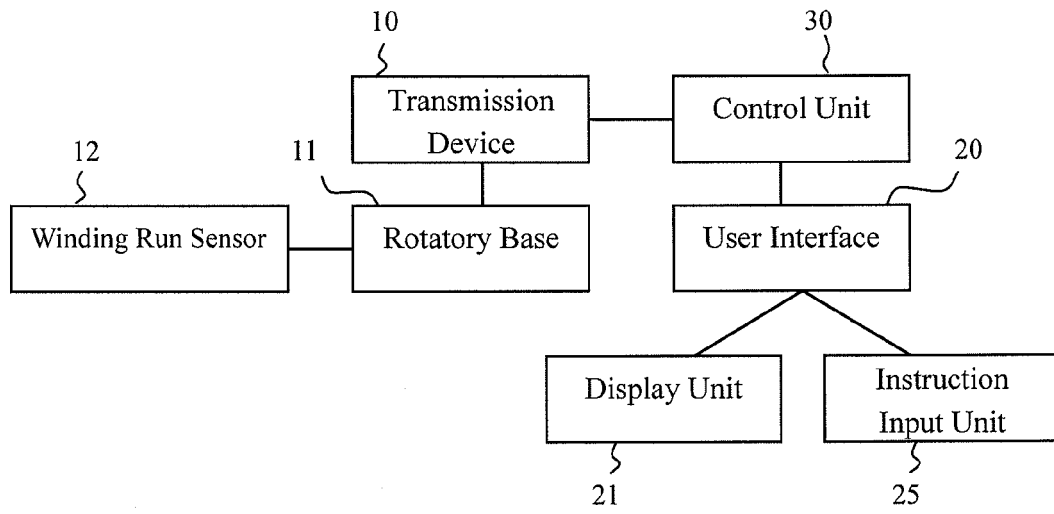 10
30
Transmission
Device
Control Unit
12
11
20
Winding Run Sensor
Rotatory Base
User Interface
Display Unit
Instruction
Input Unit
21
25